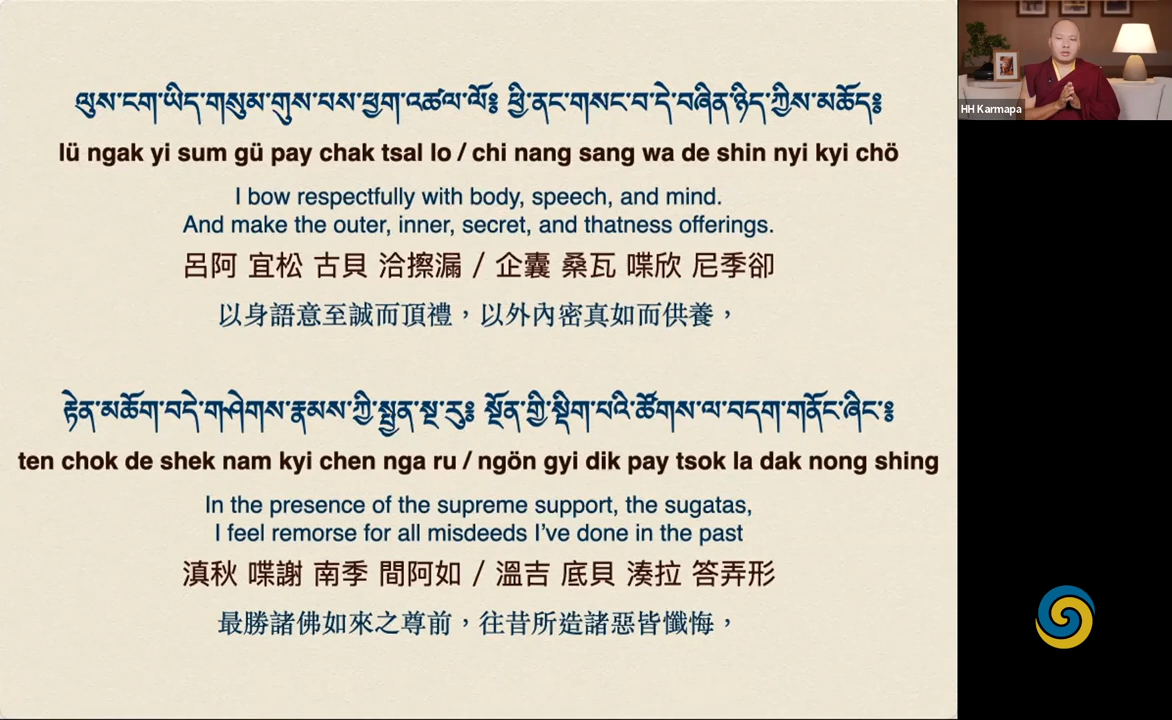 ལུས་ངག་ཡིད་གསུམ་གུས་པས་ཕྱག་འཚལ་ལོ༔ ཕྱི་ནང་གསང་བ་དེ་བཞིན་ཉིད་ཀྱིས་མཆོད༔
lü ngak yi sum gü pay chak tsal lo / chi nang sang wa de shin nyi kyi chö
I bow respectfully with body, speech, and mind.
And make the outer, inner, secret, and thatness offerings.
呂阿 宜松 古貝 洽擦漏 / 企囊 桑瓦 喋欣 尼季卻
以身語意至誠而頂禮，以外內密真如而供養，
རྟེན་མཆོག་བདེ་གཤེགས་རྣམས་ཀྱི་སྤྱན་སྔ་རུ༔ སྔོན་གྱི་སྡིག་པའི་ཚོགས་ལ་བདག་གནོང་ཞིང་༔
ten chok de shek nam kyi chen nga ru / ngön gyi dik pay tsok la dak nong shing
In the presence of the supreme support, the sugatas,
I feel remorse for all misdeeds I’ve done in the past
滇秋 喋謝 南季 間阿如 / 溫吉 底貝 湊拉 答弄形
最勝諸佛如來之尊前，往昔所造諸惡皆懺悔，
HH Karmapa